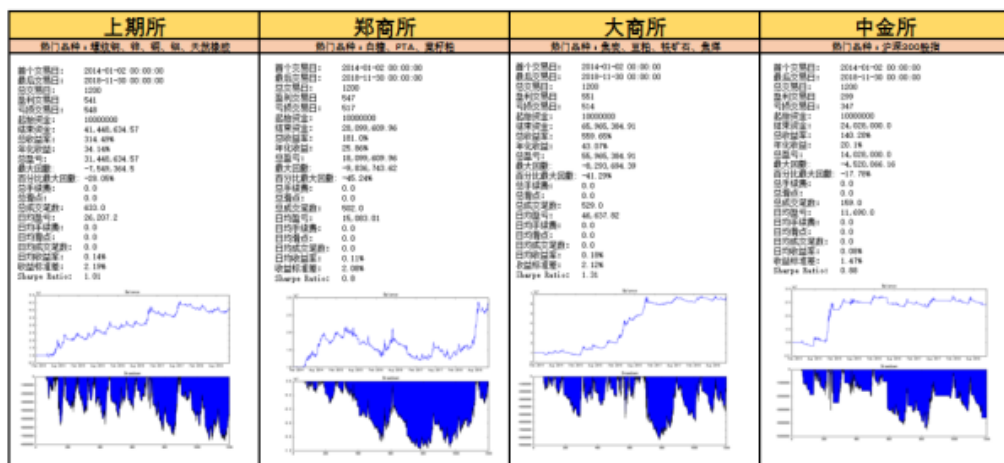 上期所
热门品种：螺纹钢、锌、铜、镍、天然橡胶
首个交易日: 2014-01-02 00:00:00
最后交易日: 2018-11-30 00:00:00
总交易日: 1200
盈利交易日 541
亏损交易日: 548
起始资金: 10000000
结束资金: 41,448,634.57
总收益率: 314.49%
年化收益: 34.14%
总盈亏: 31,448,634.57
最大回撤: -7,549,364.5
百分比最大回撤: -28.05%
总手续费: 0.0
总滑点: 0.0
总成交笔数: 633.0
日均盈亏: 26,207.2
日均手续费: 0.0
日均滑点: 0.0
日均成交笔数: 0.0
日均收益率: 0.14%
收益标准差: 2.19%
Sharpe Ratio: 1.01
Balance
Drawdown
郑商所
热门品种：白糖、PTA、菜籽粕
首个交易日: 2014-01-02 00:00:00
最后交易日: 2018-11-30 00:00:00
总交易日: 1200
盈利交易日 547
亏损交易日: 517
起始资金: 10000000
结束资金: 28,099,609.96
总收益率: 181.0%
年化收益: 25.86%
总盈亏: 18,099,609.96
最大回撤: -9,836,743.62
百分比最大回撤: -45.24%
总手续费: 0.0
总滑点: 0.0
总成交笔数: 502.0
日均盈亏: 15,083.01
日均手续费: 0.0
日均滑点: 0.0
日均成交笔数: 0.0
日均收益率: 0.11%
收益标准差: 2.08%
Sharpe Ratio: 0.8
Balance
Drawdown
大商所
热门品种：焦炭、豆粕、铁矿石、焦煤
首个交易日: 2014-01-02 00:00:00
最后交易日: 2018-11-30 00:00:00
总交易日: 1200
盈利交易日 551
亏损交易日: 514
起始资金: 10000000
结束资金: 65,965,384.91
总收益率: 559.65%
年化收益: 43.07%
总盈亏: 55,965,384.91
最大回撤: -8,293,684.39
百分比最大回撤: -41.29%
总手续费: 0.0
总滑点: 0.0
总成交笔数: 529.0
日均盈亏: 46,637.82
日均手续费: 0.0
日均滑点: 0.0
日均成交笔数: 0.0
日均收益率: 0.18%
收益标准差: 2.12%
Sharpe Ratio: 1.31
Balance
Drawdown
中金所
热门品种：沪深300股指
首个交易日: 2014-01-02 00:00:00
最后交易日: 2018-11-30 00:00:00
总交易日: 1200
盈利交易日 299
亏损交易日: 347
起始资金: 10000000
结束资金: 24,028,000.0
总收益率: 140.28%
年化收益: 20.1%
总盈亏: 14,028,000.0
最大回撤: -4,520,066.16
百分比最大回撤: -17.78%
总手续费: 0.0
总滑点: 0.0
总成交笔数: 159.0
日均盈亏: 11,690.0
日均手续费: 0.0
日均滑点: 0.0
日均成交笔数: 0.0
日均收益率: 0.08%
收益标准差: 1.47%
Sharpe Ratio: 0.88
Balance
Drawdown